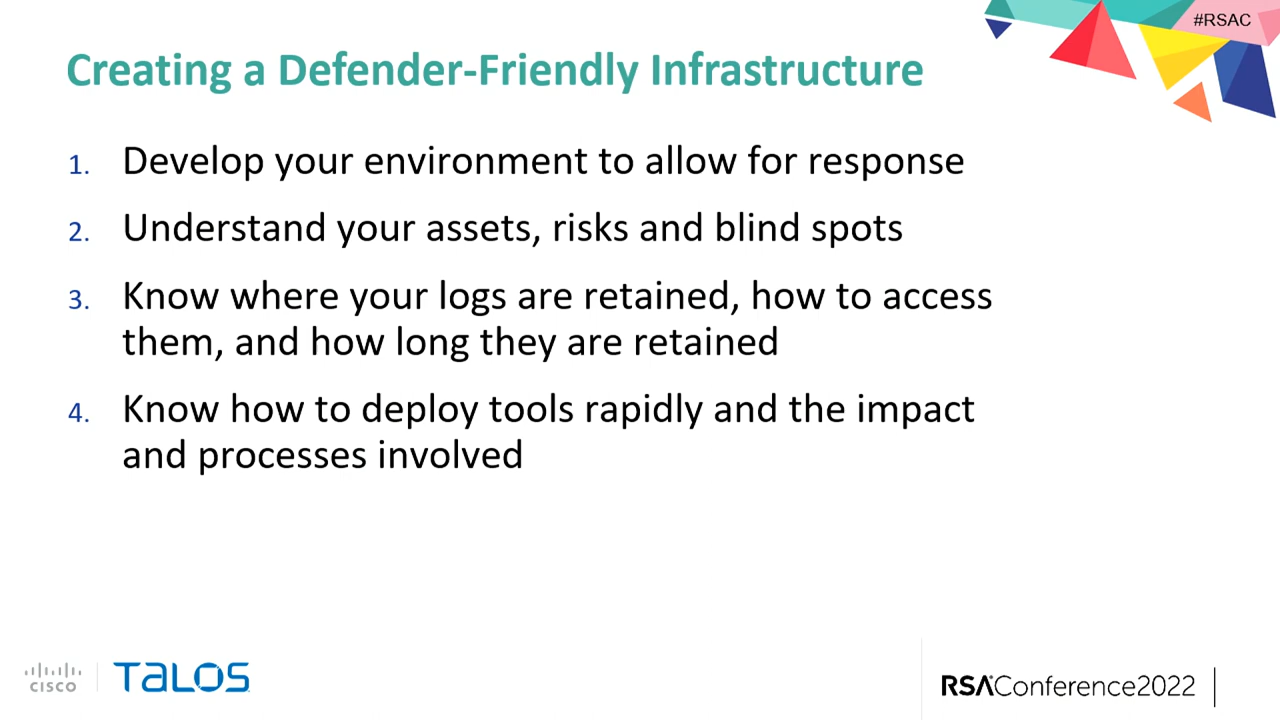 #RSAC
Creating a Defender-Friendly Infrastructure
1. Develop your environment to allow for response
2. Understand your assets, risks and blind spots
3. Know where your logs are retained, how to access
them, and how long they are retained
4. Know how to deploy tools rapidly and the impact
and processes involved
CISCO TALOS
RSAConference2022